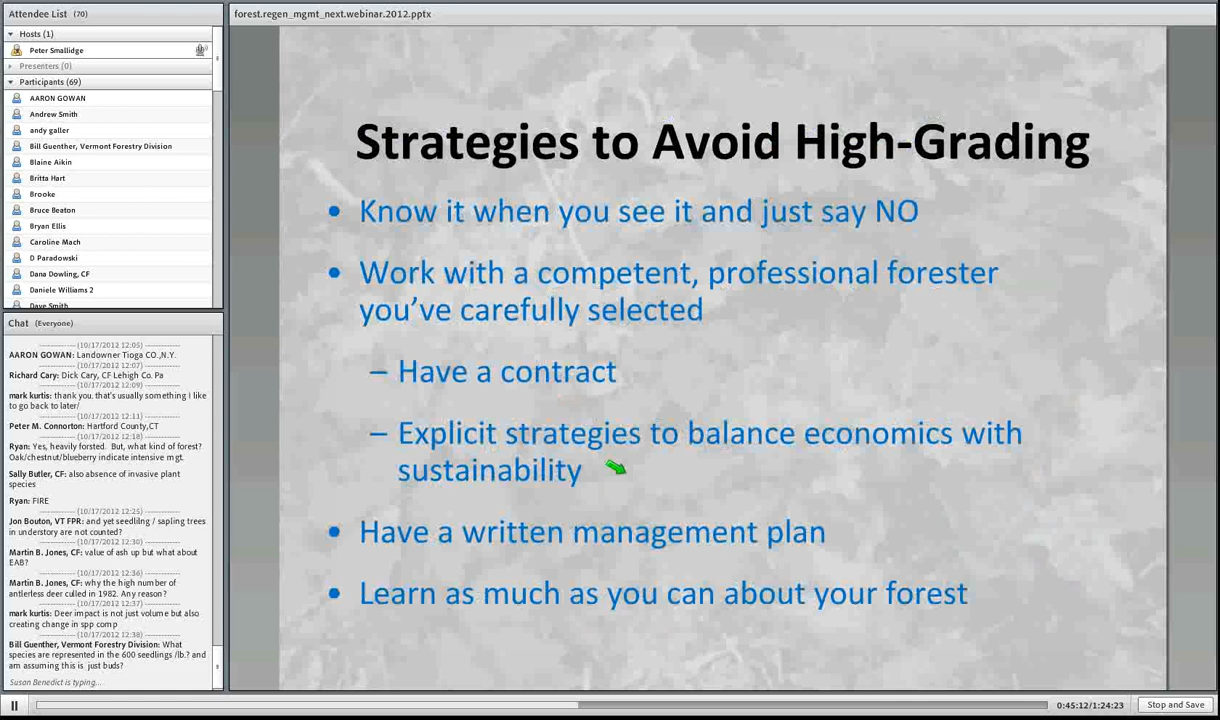 Attendee List (70)
Hosts (1)
Peter Smallidge
Presenters (0)
Participants (69)
AARON GOWAN
Andrew Smith
andy galler
Bill Guenther, Vermont Forestry Division
Blaine Aikin
Britta Hart
Brooke
Bruce Beaton
Bryan Ellis
Caroline Mach
D Paradowski
Dana Dowling, CF
Daniele Williams 2
Dave Smith
Chat (Everyone)
(10/17/2012 12:05)
AARON GOWAN: Landowner Tioga CO.,N.Y.
(10/17/2012 12:07)
Richard Cary: Dick Cary, CF Lehigh Co. Pa
(10/17/2012 12:09)
mark kurtis: thank you. that's usually something I like
to go back to later/
(10/17/2012 12:11)
Peter M. Connorton: Hartford County,CT
(10/17/2012 12:18)
Ryan: Yes, heavily forsted. But, what kind of forest?
Oak/chestnut/blueberry indicate intensive mgt.
Sally Butler, CF: also absence of invasive plant
species
Ryan: FIRE
(10/17/2012 12:25)
Jon Bouton, VT FPR: and yet seedlilng / sapling trees
in understory are not counted?
(10/17/2012 12:30)
Martin B. Jones, CF: value of ash up but what about
EAB?
(10/17/2012 12:36)
Martin B. Jones, CF: why the high number of
antlerless deer culled in 1982. Any reason?
(10/17/2012 12:37)
mark kurtis: Deer impact is not just volume but also
creating change in spp comp
(10/17/2012 12:38)
Bill Guenther, Vermont Forestry Division: What
species are represented in the 600 seedlings /lb.? and
am assuming this is just buds?
Susan Benedict is typing...
forest.regen_mgmt_next.webinar.2012.pptx
Strategies to Avoid High-Grading
• Know it when you see it and just say NO
• Work with a competent, professional forester
you've carefully selected
– Have a contract
– Explicit strategies to balance economics with
sustainability
• Have a written management plan
• Learn as much as you can about your forest
0:45:12/1:24:23
Stop and Save